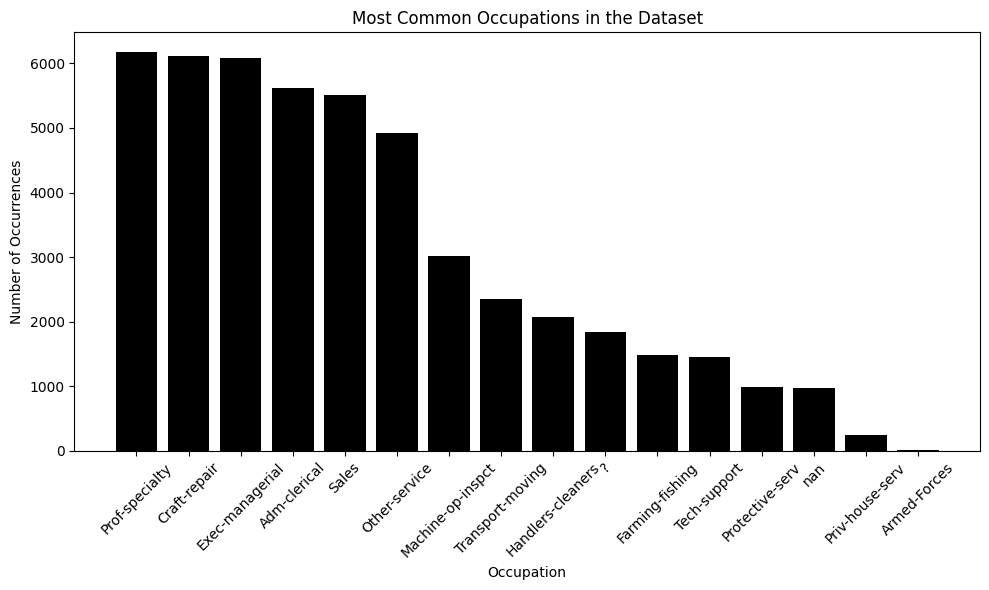 Most Common Occupations in the Dataset
Number of Occurrences
6000
5000
4000
3000
2000
1000
0
Prof-specialty
Craft-repair
Exec-managerial
Adm-clerical
Sales
Other-service
Machine-op-inspct
Transport-moving
Handlers-cleaners
?
Farming-fishing
Tech-support
Protective-serv
nan
Priv-house-serv
Armed-Forces
Occupation